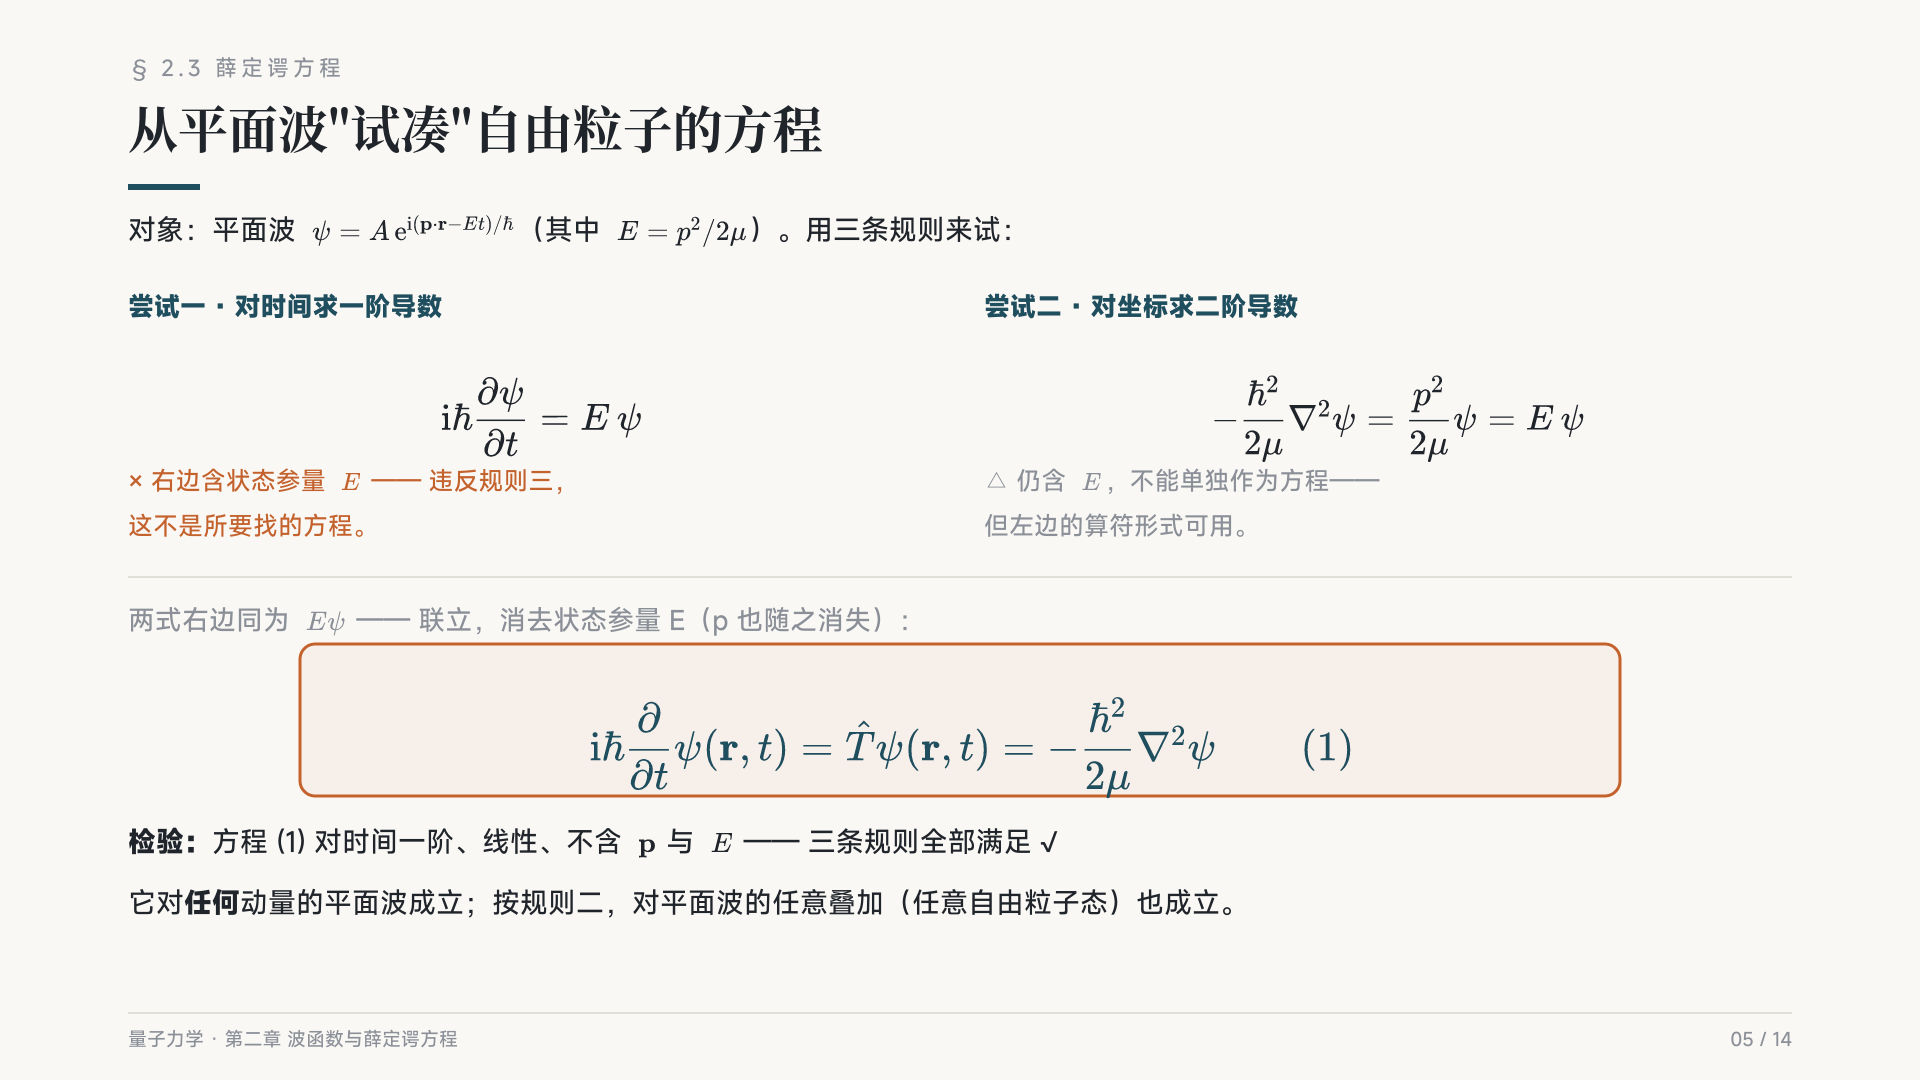 § 2.3 薛定谔方程
从平面波"试凑"自由粒子的方程
对象：平面波 ψ = A e^{i(𝐩·𝐫−Et)/ħ}（其中 E = p²/2μ）。用三条规则来试：
尝试一 · 对时间求一阶导数
iħ ∂ψ/∂t = E ψ
× 右边含状态参量 E —— 违反规则三，
这不是所要找的方程。
尝试二 · 对坐标求二阶导数
−ħ²/2μ ∇²ψ = p²/2μ ψ = E ψ
△ 仍含 E，不能单独作为方程——
但左边的算符形式可用。
两式右边同为 Eψ —— 联立，消去状态参量 E（p 也随之消失）：
iħ ∂/∂t ψ(𝐫, t) = T̂ψ(𝐫, t) = −ħ²/2μ ∇²ψ (1)
检验：方程 (1) 对时间一阶、线性、不含 𝐩 与 E —— 三条规则全部满足 √
它对任何动量的平面波成立；按规则二，对平面波的任意叠加（任意自由粒子态）也成立。
量子力学 · 第二章 波函数与薛定谔方程
05 / 14